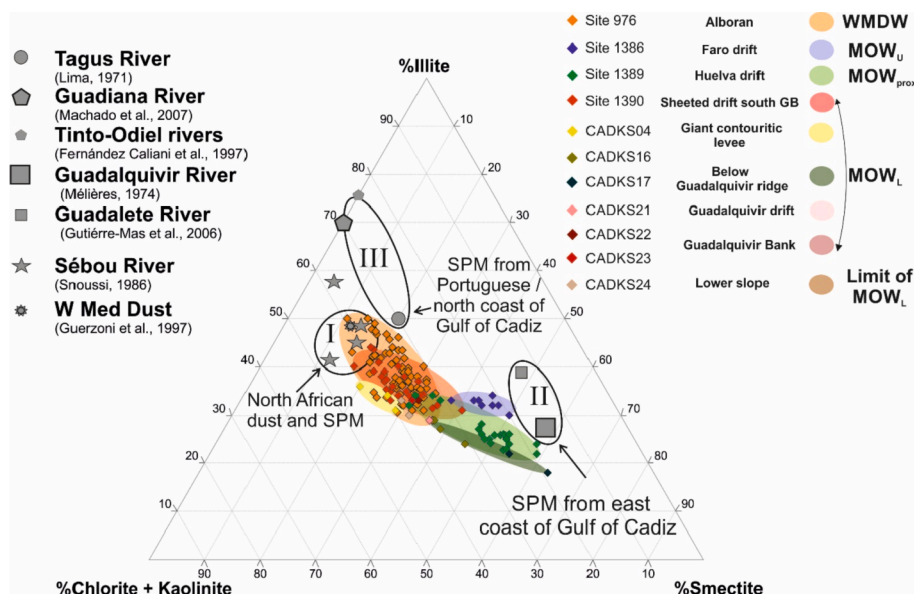 Tagus River
(Lima, 1971)
Guadiana River
(Machado et al., 2007)
Tinto-Odiel rivers
(Fernández Caliani et al., 1997)
Guadalquivir River
(Mélières, 1974)
Guadalete River
(Gutiérre-Mas et al., 2006)
Sébou River
(Snoussi, 1986)
W Med Dust
(Guerzoni et al., 1997)
Site 976 Alboran WMDW
Site 1386 Faro drift MOWU
Site 1389 Huelva drift MOWprox
Site 1390 Sheeted drift south GB
CADKS04 Giant contouritic
levee
CADKS16
CADKS17 Below
Guadalquivir ridge MOWL
CADKS21 Guadalquivir drift
CADKS22
CADKS23 Guadalquivir Bank
CADKS24 Lower slope Limit of
MOWL
%Illite
90 10
80 20
70 30
60
50 50
40 60
30 70
20 80
10 90
III
SPM from
Portuguese /
north coast of
Gulf of Cadiz
I
II
North African
dust and SPM
SPM from east
coast of Gulf of Cadiz
90 80 70 60 50 40 30 20 10
%Chlorite + Kaolinite %Smectite